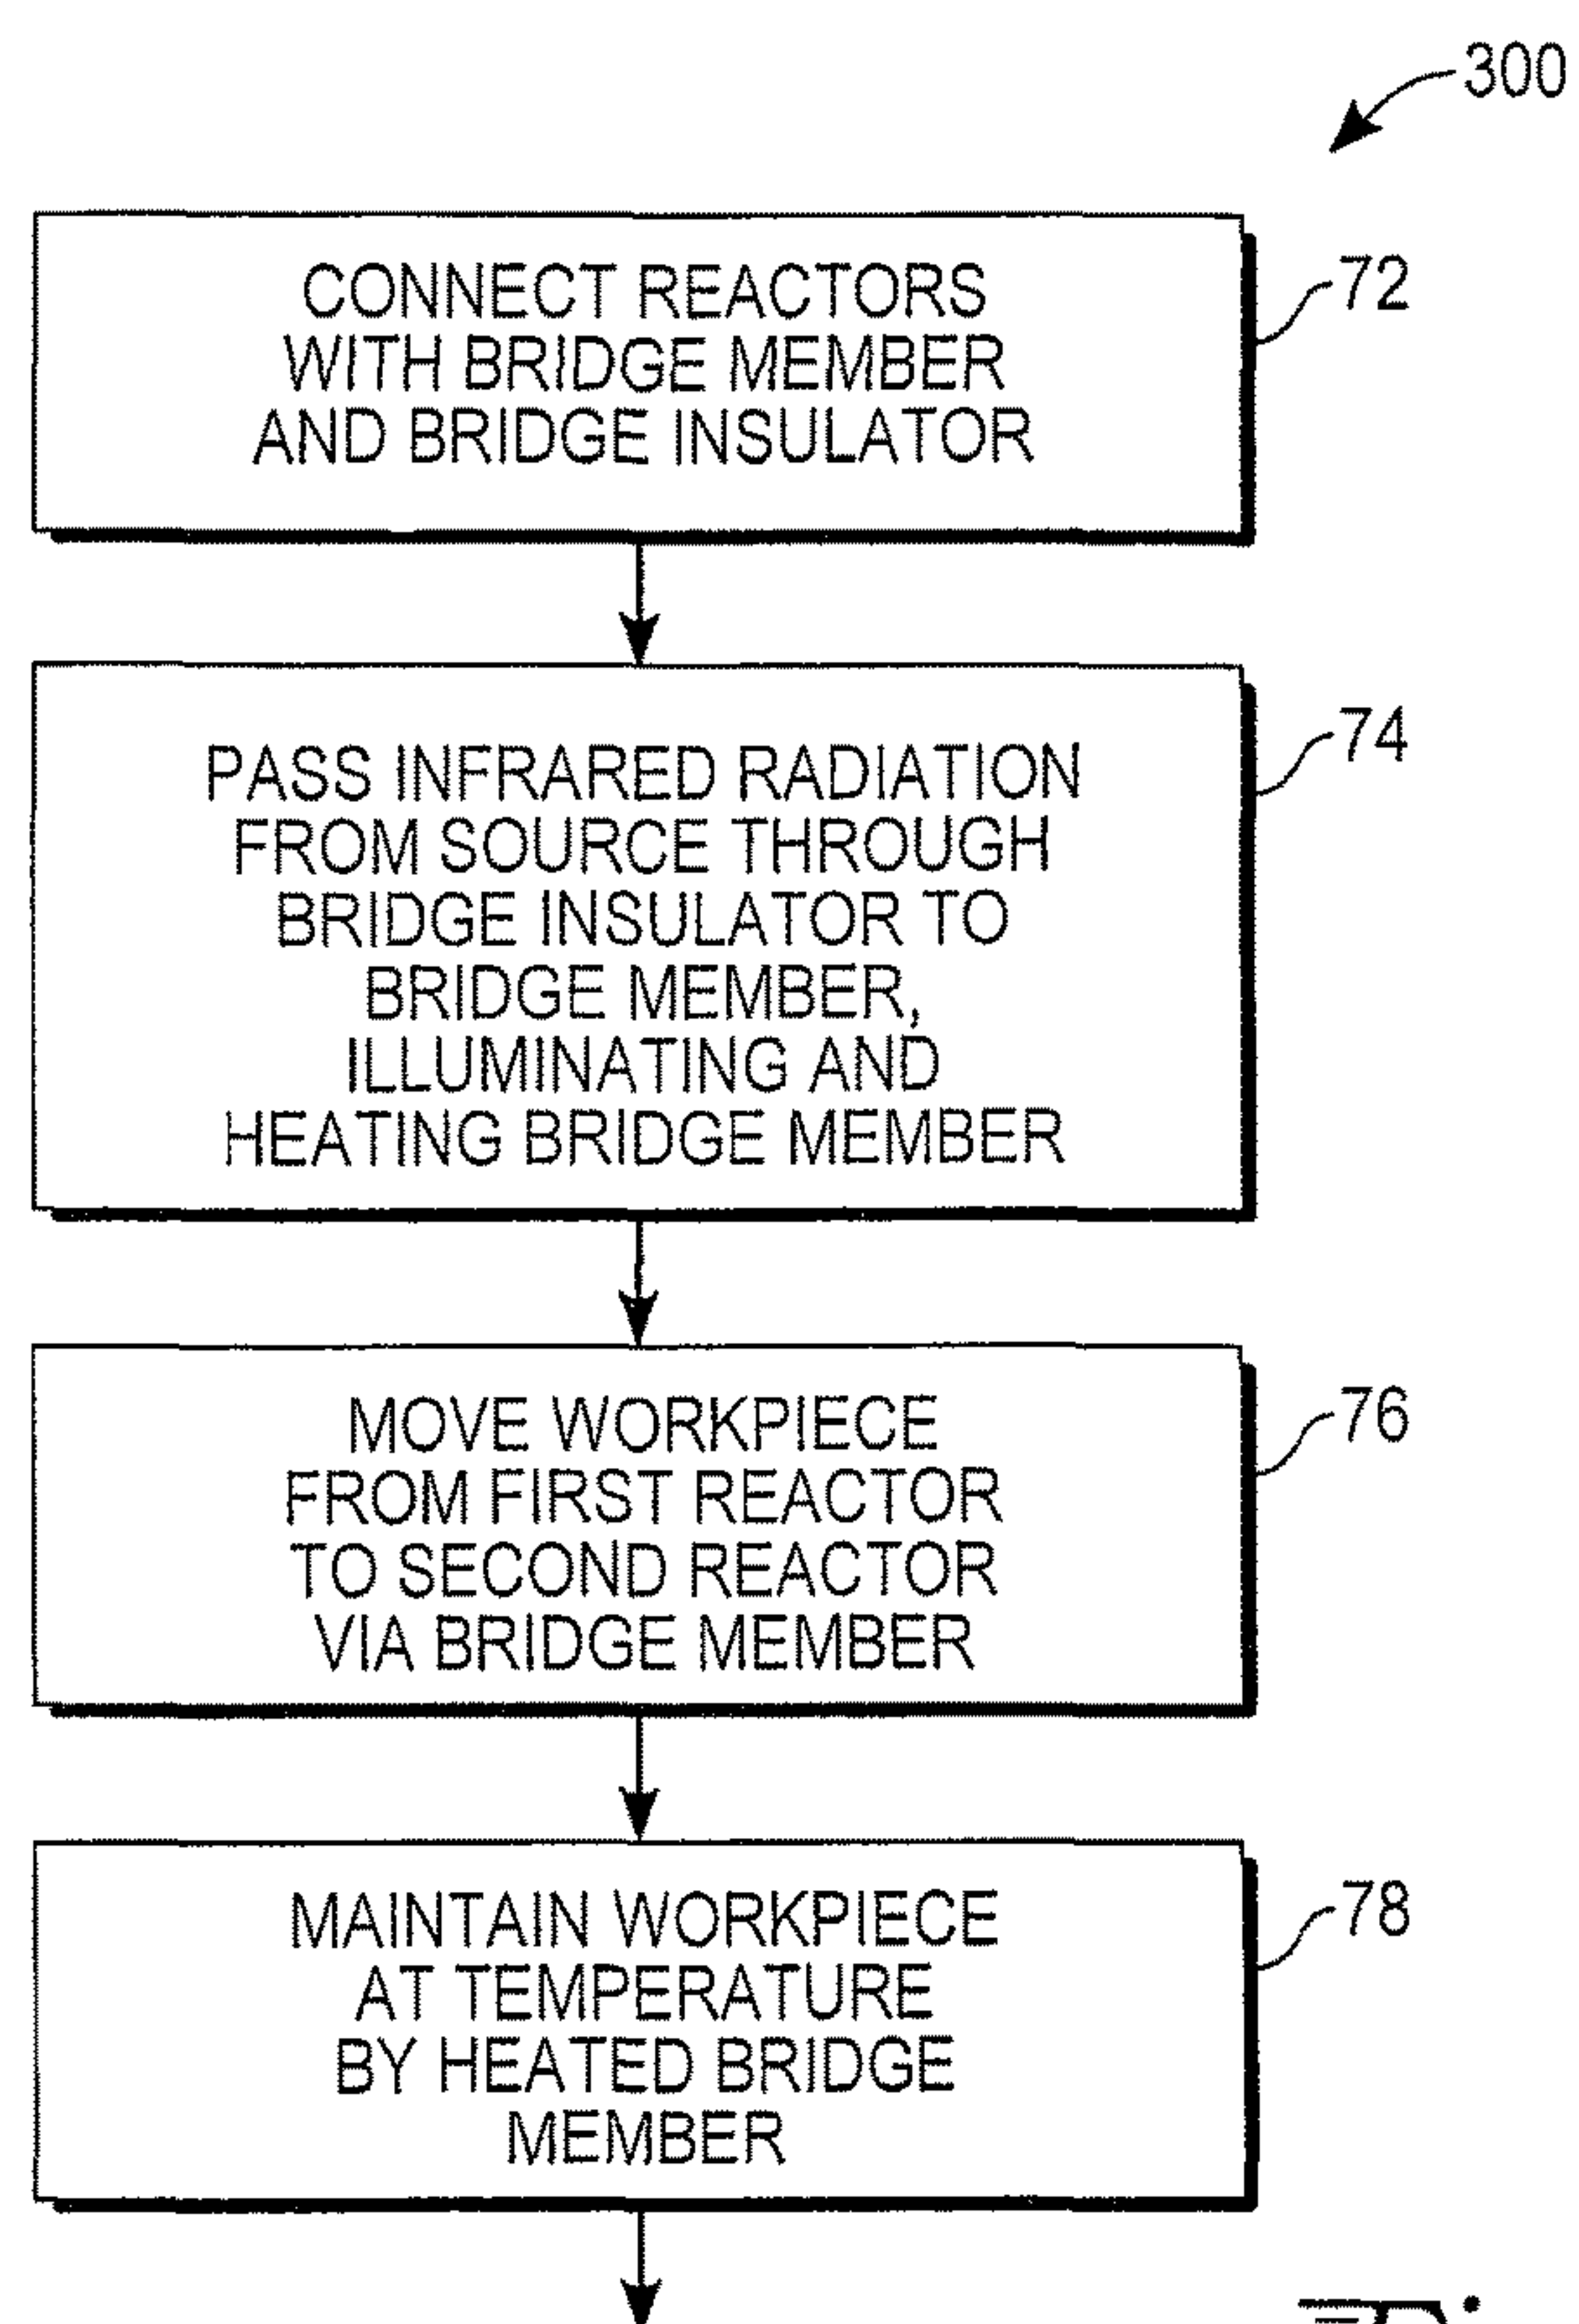 300
CONNECT REACTORS
WITH BRIDGE MEMBER
AND BRIDGE INSULATOR
72
PASS INFRARED RADIATION
FROM SOURCE THROUGH
BRIDGE INSULATOR TO
BRIDGE MEMBER,
ILLUMINATING AND
HEATING BRIDGE MEMBER
74
MOVE WORKPIECE
FROM FIRST REACTOR
TO SECOND REACTOR
VIA BRIDGE MEMBER
76
MAINTAIN WORKPIECE
AT TEMPERATURE
BY HEATED BRIDGE
MEMBER
78